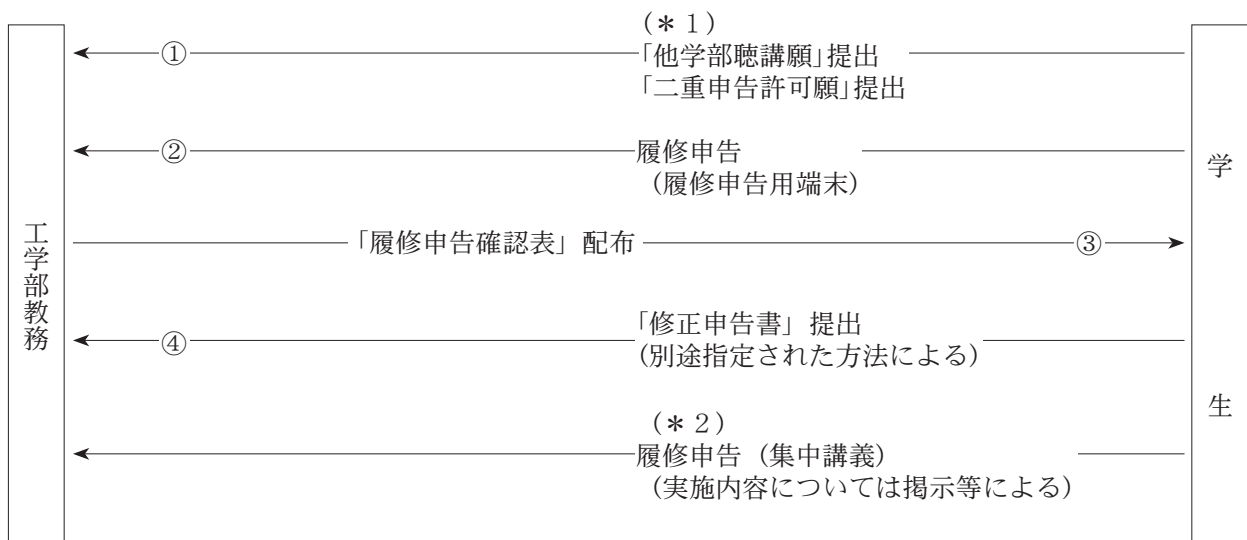 (＊1)
①
「他学部聴講願」提出
「二重申告許可願」提出
②
履修申告
（履修申告用端末）
「履修申告確認表」配布
③
④
「修正申告書」提出
（別途指定された方法による）
(＊2)
履修申告（集中講義）
（実施内容については掲示等による）
工学部教務
学生